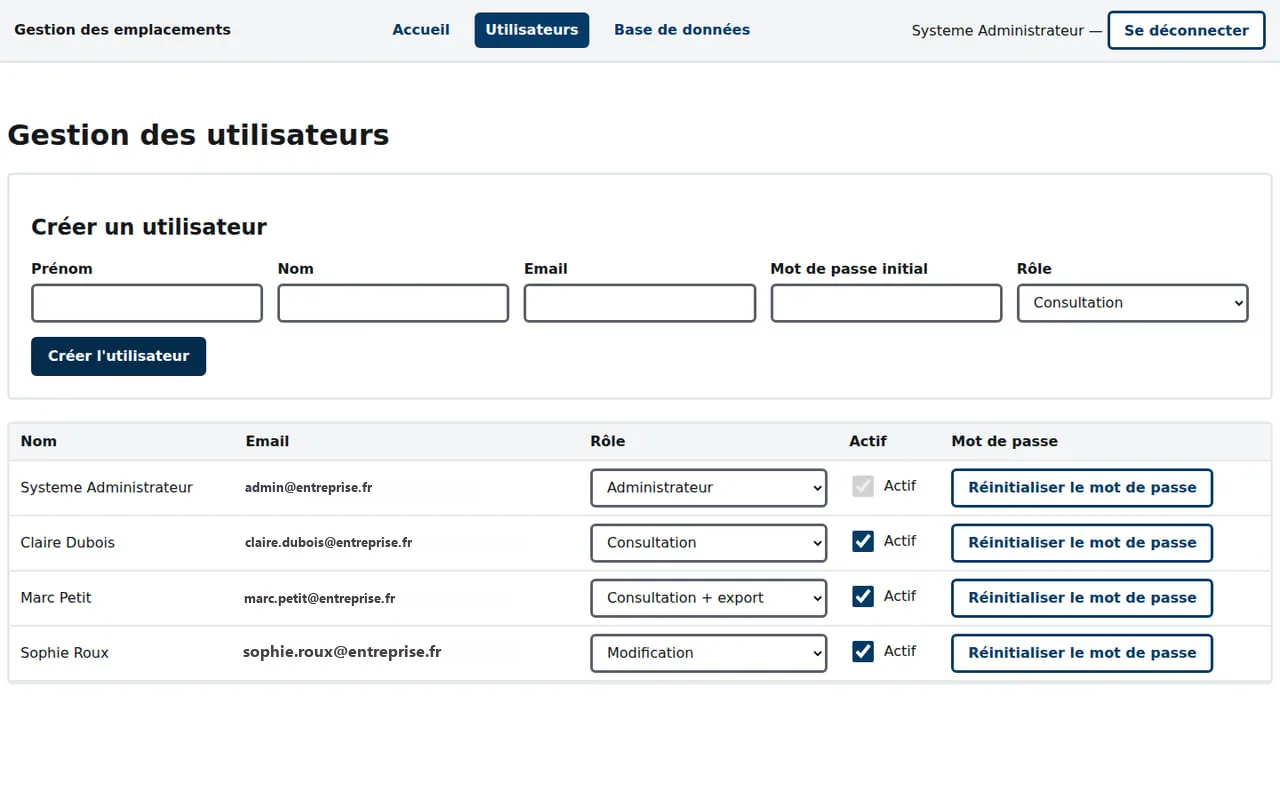 Gestion des emplacements Accueil Utilisateurs Base de données Systeme Administrateur — Se déconnecter
Gestion des utilisateurs
Créer un utilisateur
Prénom Nom Email Mot de passe initial Rôle
Consultation
Créer l'utilisateur
Nom Email Rôle Actif Mot de passe
Systeme Administrateur admin@entreprise.fr Administrateur Actif Réinitialiser le mot de passe
Claire Dubois claire.dubois@entreprise.fr Consultation Actif Réinitialiser le mot de passe
Marc Petit marc.petit@entreprise.fr Consultation + export Actif Réinitialiser le mot de passe
Sophie Roux sophie.roux@entreprise.fr Modification Actif Réinitialiser le mot de passe